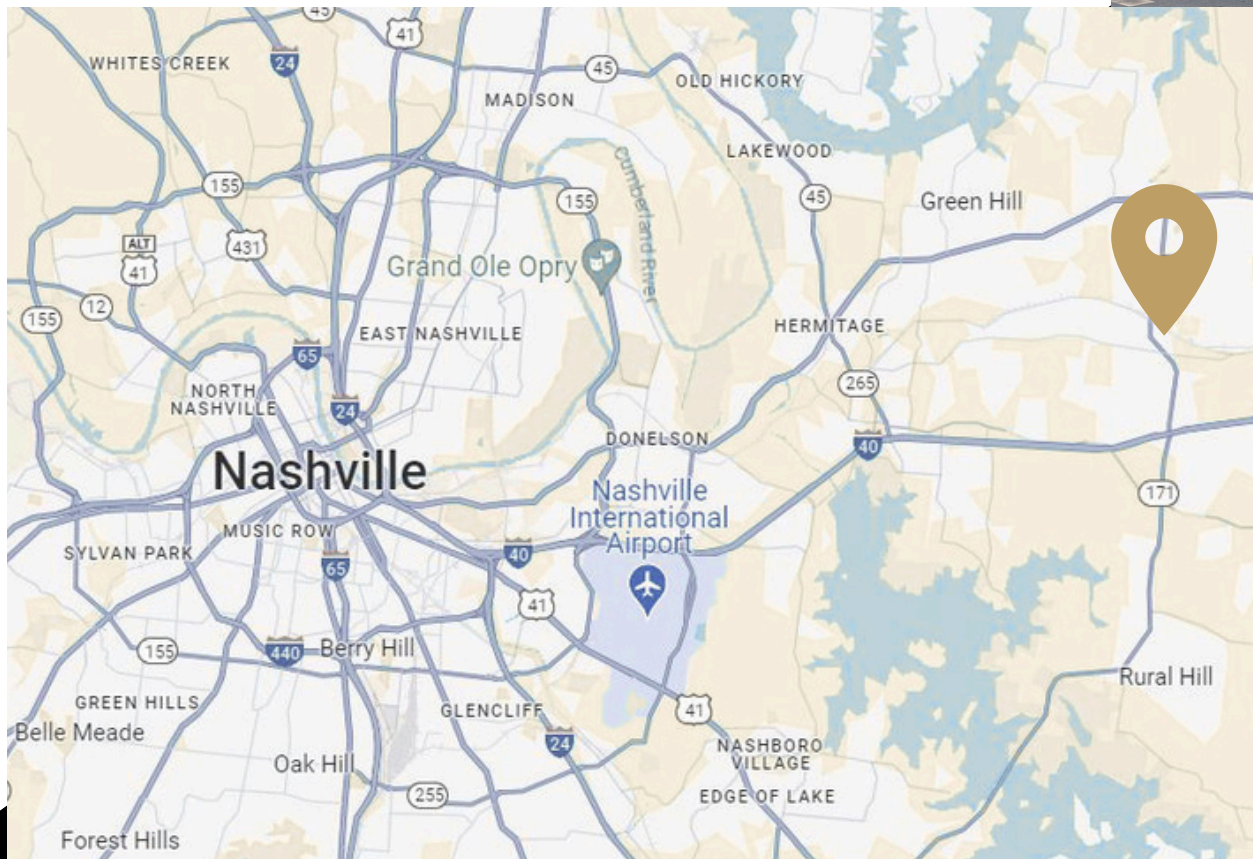 45
41
WHITES CREEK
24
45
MADISON
OLD HICKORY
LAKEWOOD
Cumberland River
155
155
45
Green Hill
ALT
41
431
Grand Ole Opry
12
155
EAST NASHVILLE
HERMITAGE
65
265
NORTH
NASHVILLE
24
DONELSON
40
Nashville
Nashville
International
Airport
171
MUSIC ROW
SYLVAN PARK
40
65
41
155
440
Berry Hill
Rural Hill
GREEN HILLS
GLENCLIFF
41
Belle Meade
24
NASHBORO
VILLAGE
Oak Hill
255
EDGE OF LAKE
Forest Hills